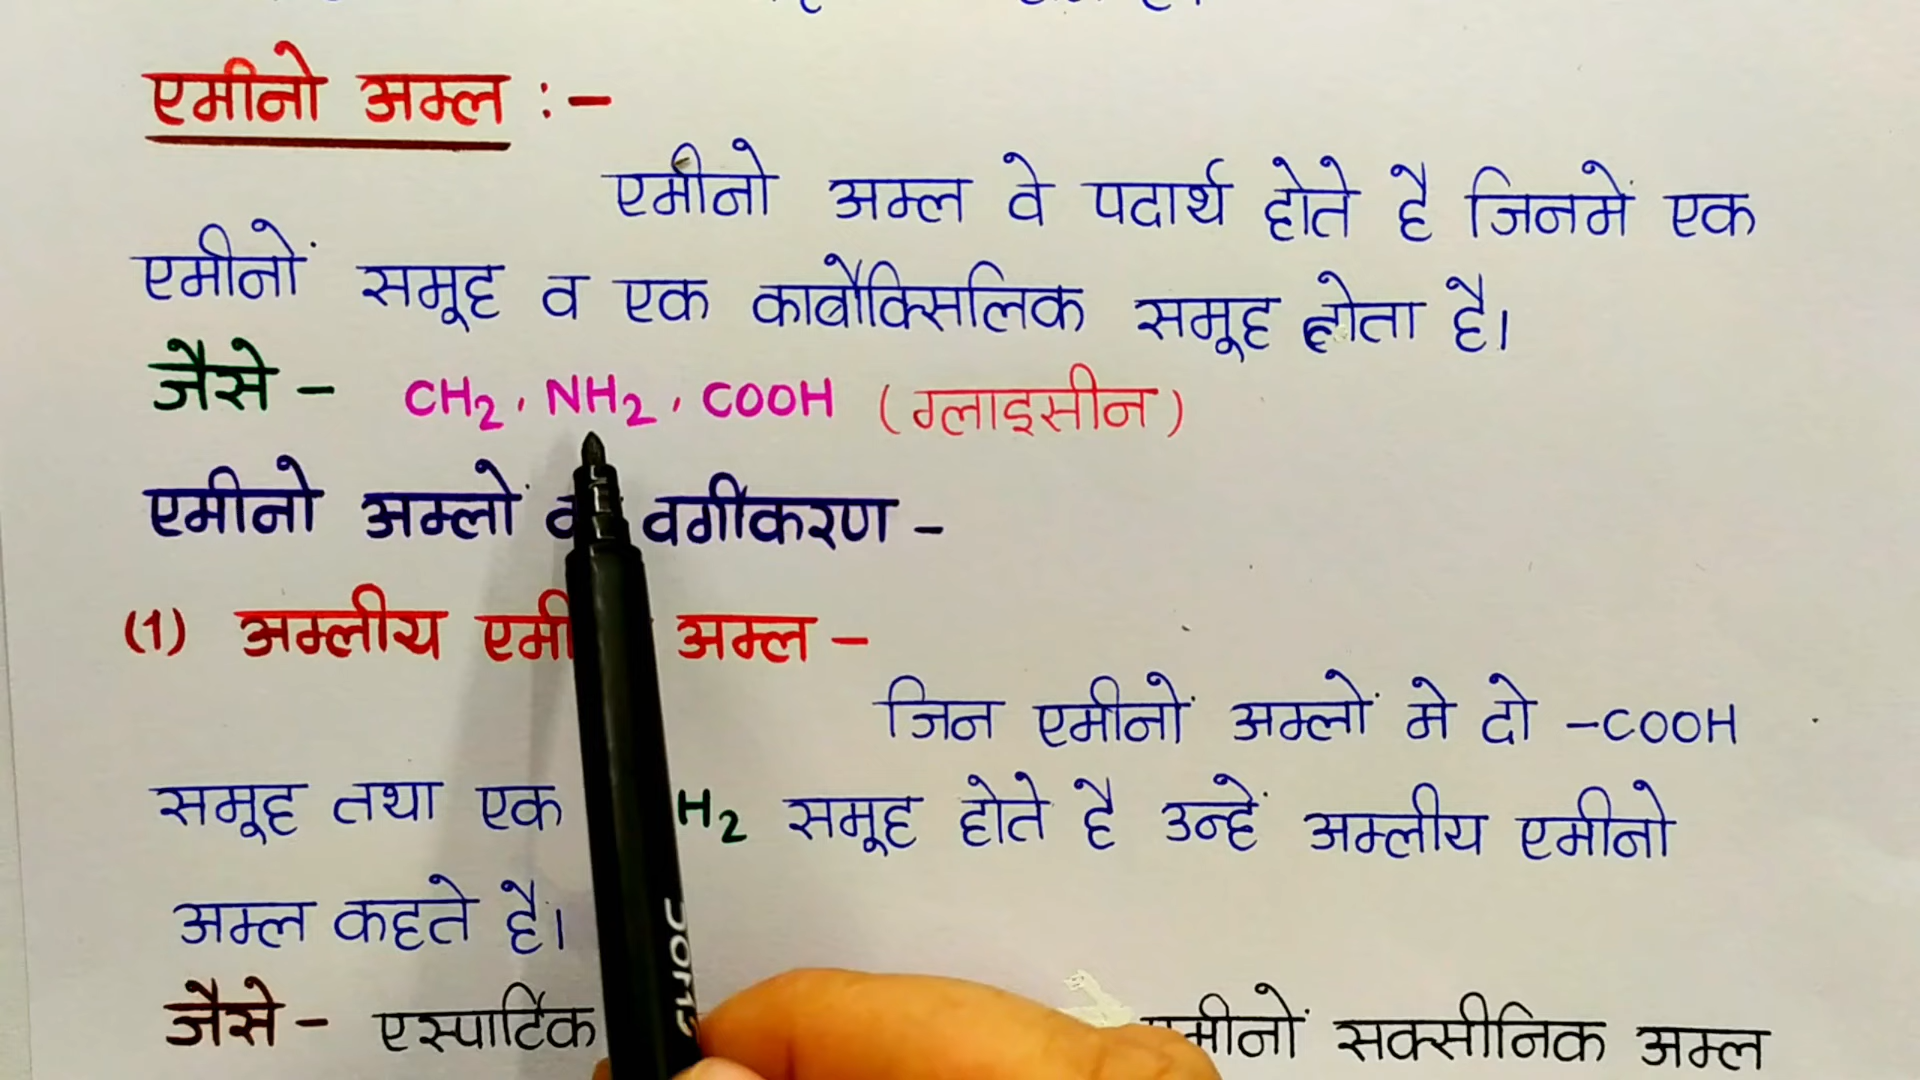 एमीनो अम्ल :-
एमीनो अम्ल वे पदार्थ होते है जिनमें एक
एमीनों समूह व एक कार्बोक्सिलिक समूह होता है।
जैसे - CH2 . NH2 . COOH (ग्लाइसीन)
एमीनो अम्लों वर्गीकरण -
(1) अम्लीय अम्ल -
जिन एमीनों अम्लों मे दो -COOH
समूह तथा एक H2 समूह होते है उन्हें अम्लीय एमीनो
अम्ल कहते है।
जैसे - एस्पार्टिक मीनों सक्सीनिक अम्ल